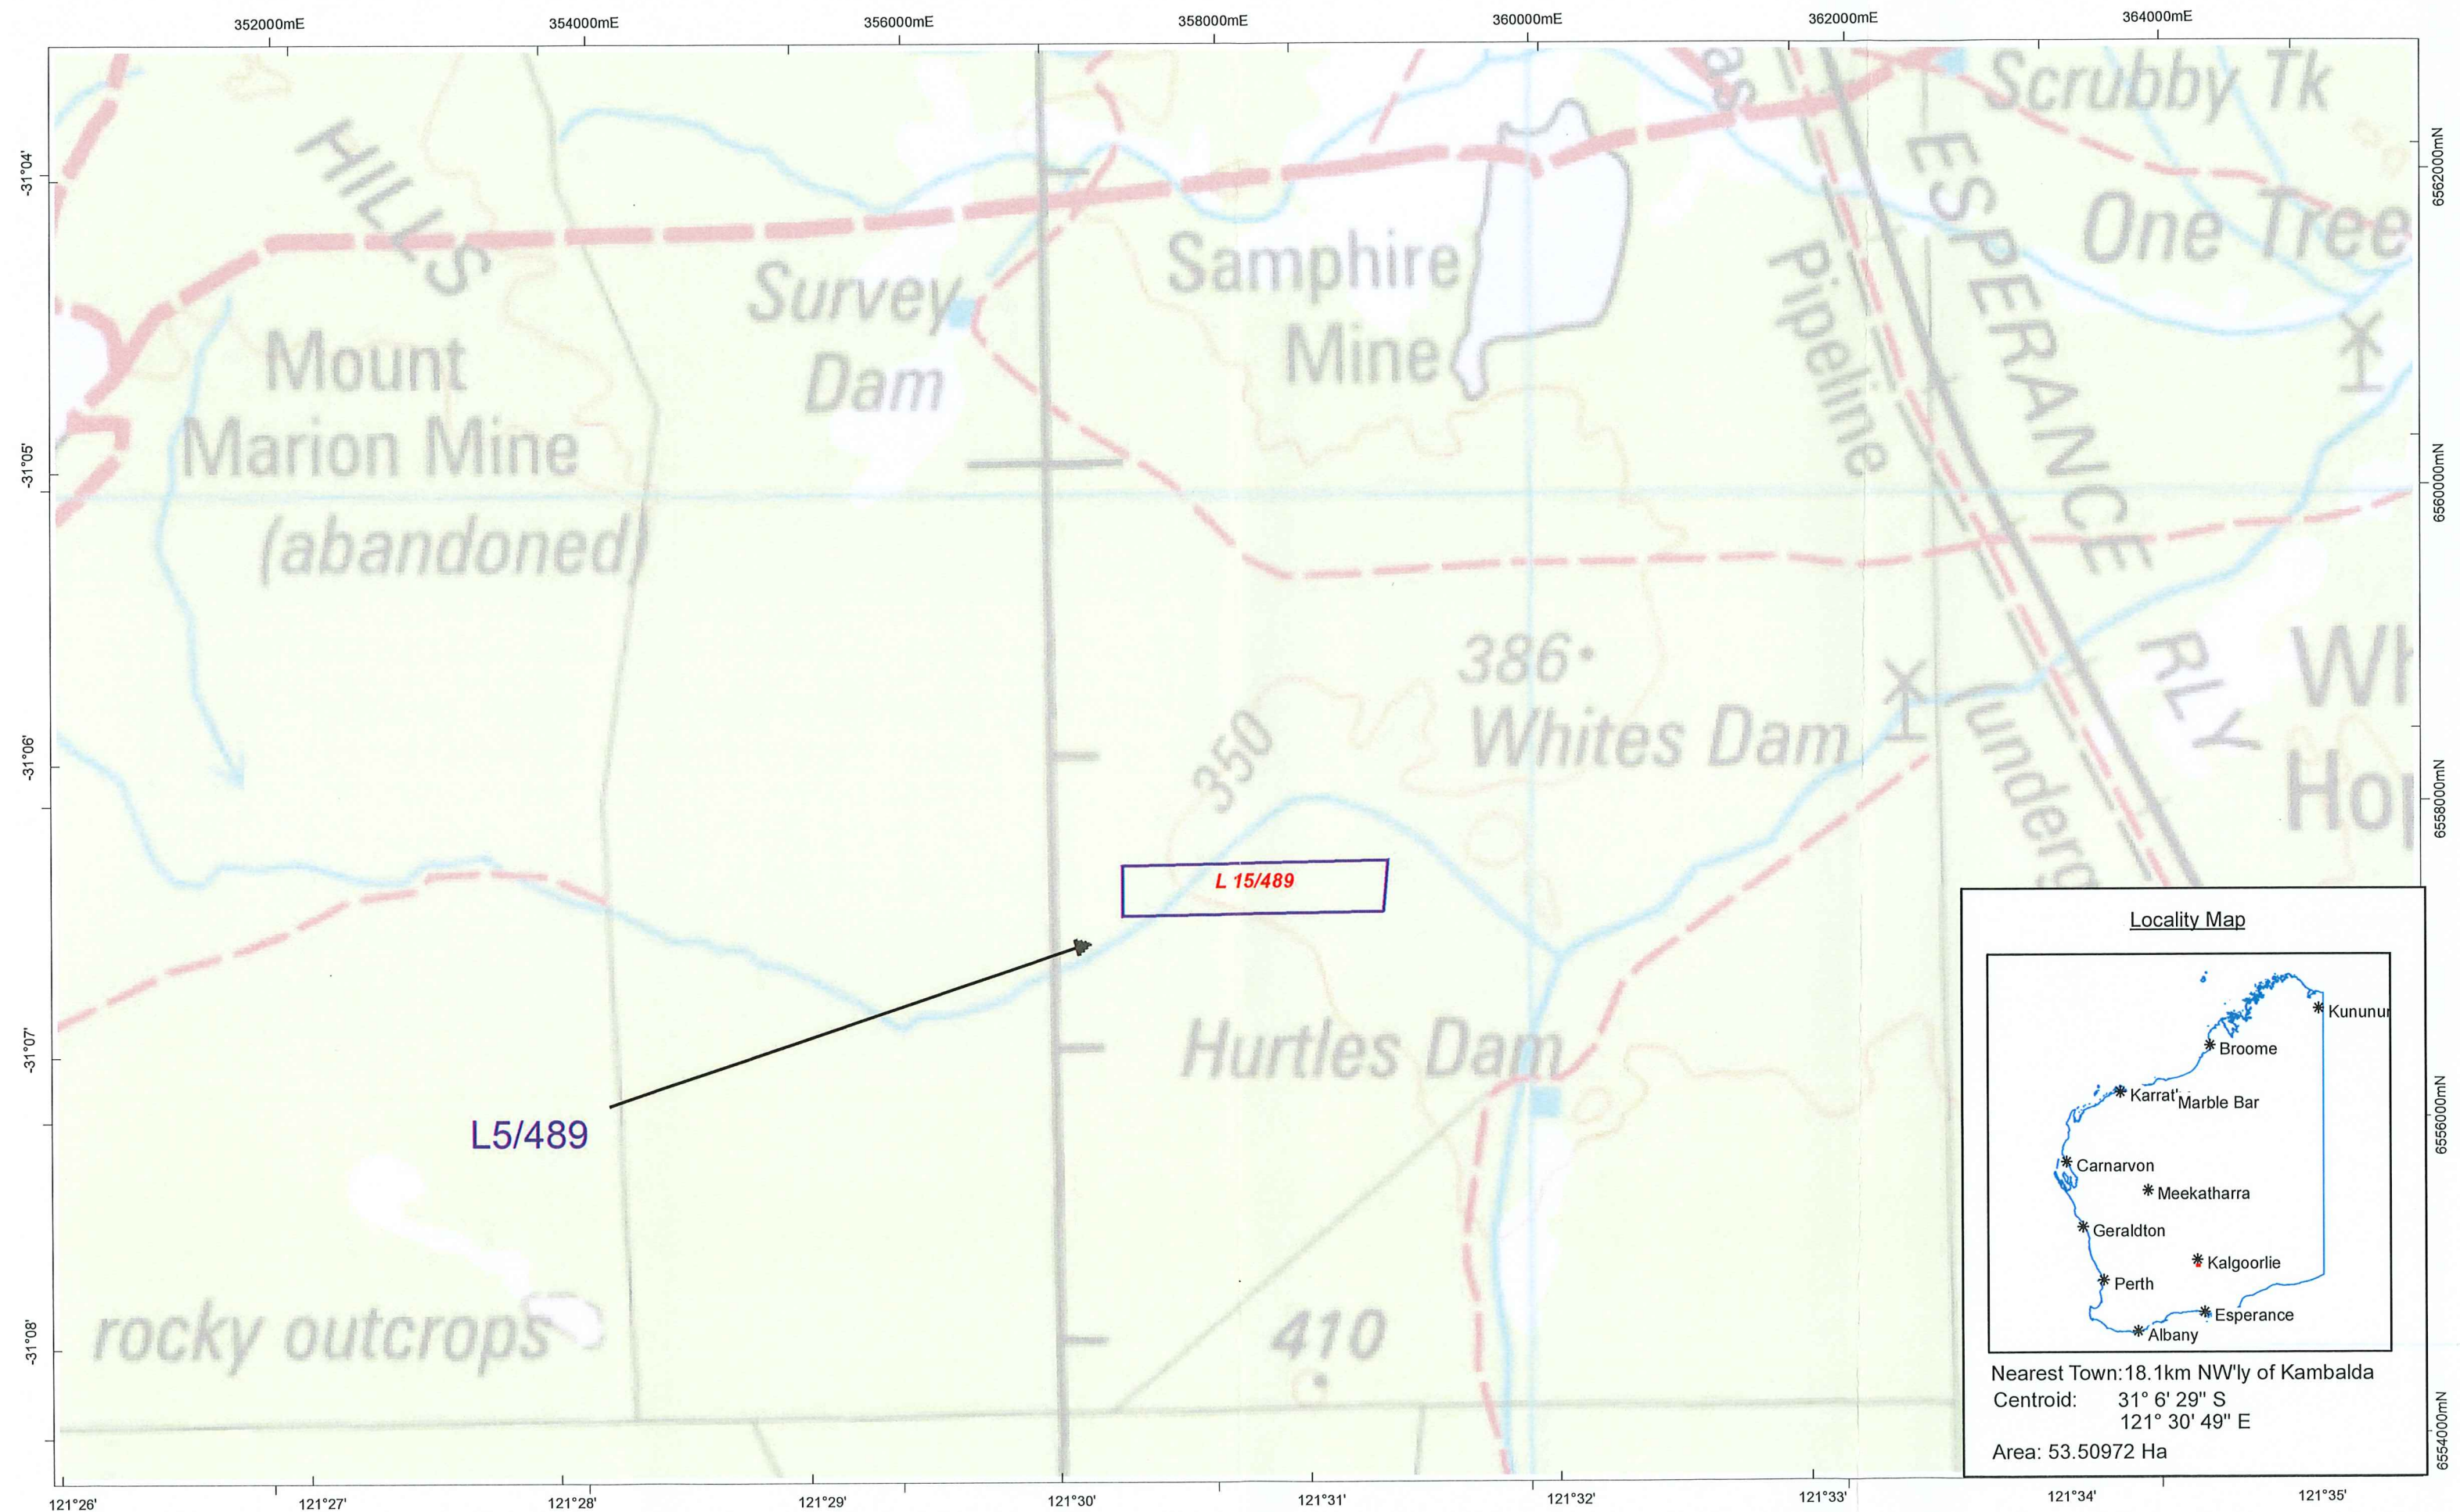 352000mE 354000mE 356000mE 358000mE 360000mE 362000mE 364000mE
Scrubby Tk
-31°04'
6562000mN
HILLS
ESPERANCE
One Tree
Samphire
Mine
Survey
Dam
Pipeline
Mount
Marion Mine
(abandoned)
-31°05'
6560000mN
386
Whites Dam
RLY
350
-31°06'
6558000mN
L 15/489
Hurtles Dam
-31°07'
6556000mN
L5/489
rocky outcrops
410
-31°08'
6554000mN
Locality Map
Kununur
Broome
Karrat'
Marble Bar
Carnarvon
Meekatharra
Geraldton
Kalgoorlie
Perth
Esperance
Albany
Nearest Town:18.1km NW'ly of Kambalda
Centroid: 31° 6' 29" S
121° 30' 49" E
Area: 53.50972 Ha
121°26' 121°27' 121°28' 121°29' 121°30' 121°31' 121°32' 121°33' 121°34' 121°35'